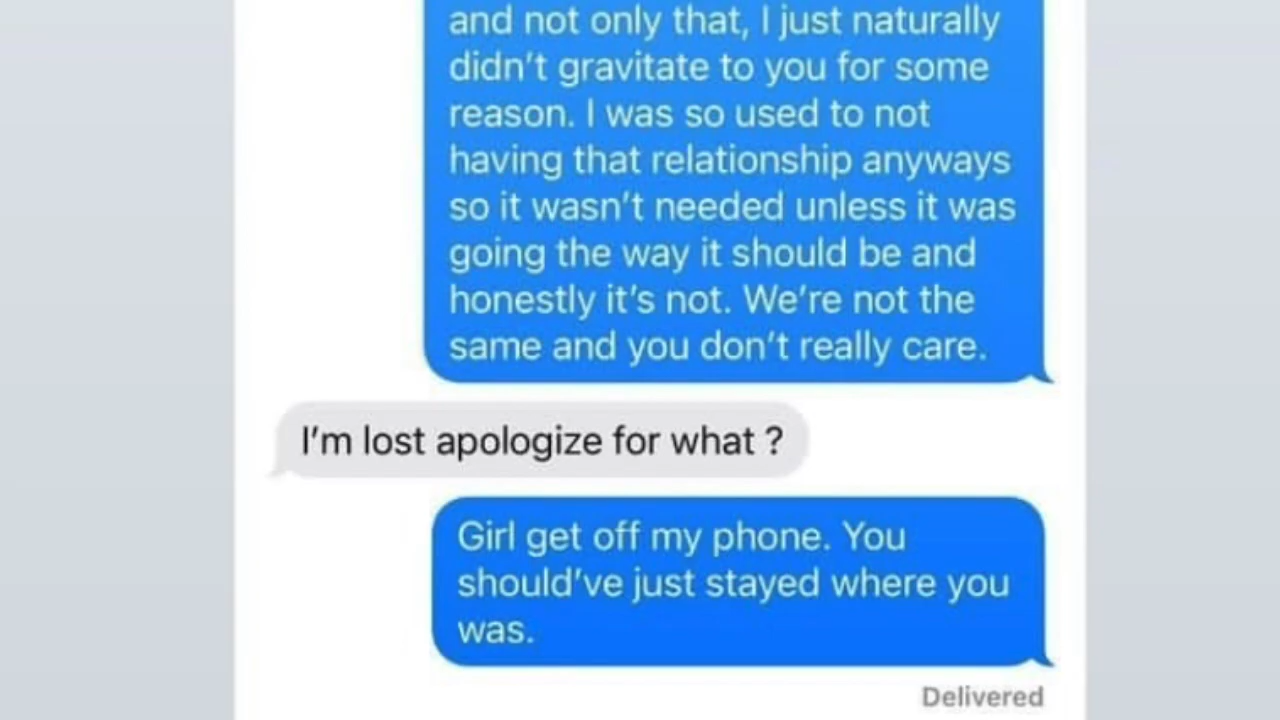 and not only that, I just naturally
didn’t gravitate to you for some
reason. I was so used to not
having that relationship anyways
so it wasn’t needed unless it was
going the way it should be and
honestly it’s not. We’re not the
same and you don’t really care.
I’m lost apologize for what ?
Girl get off my phone. You
should’ve just stayed where you
was.
Delivered